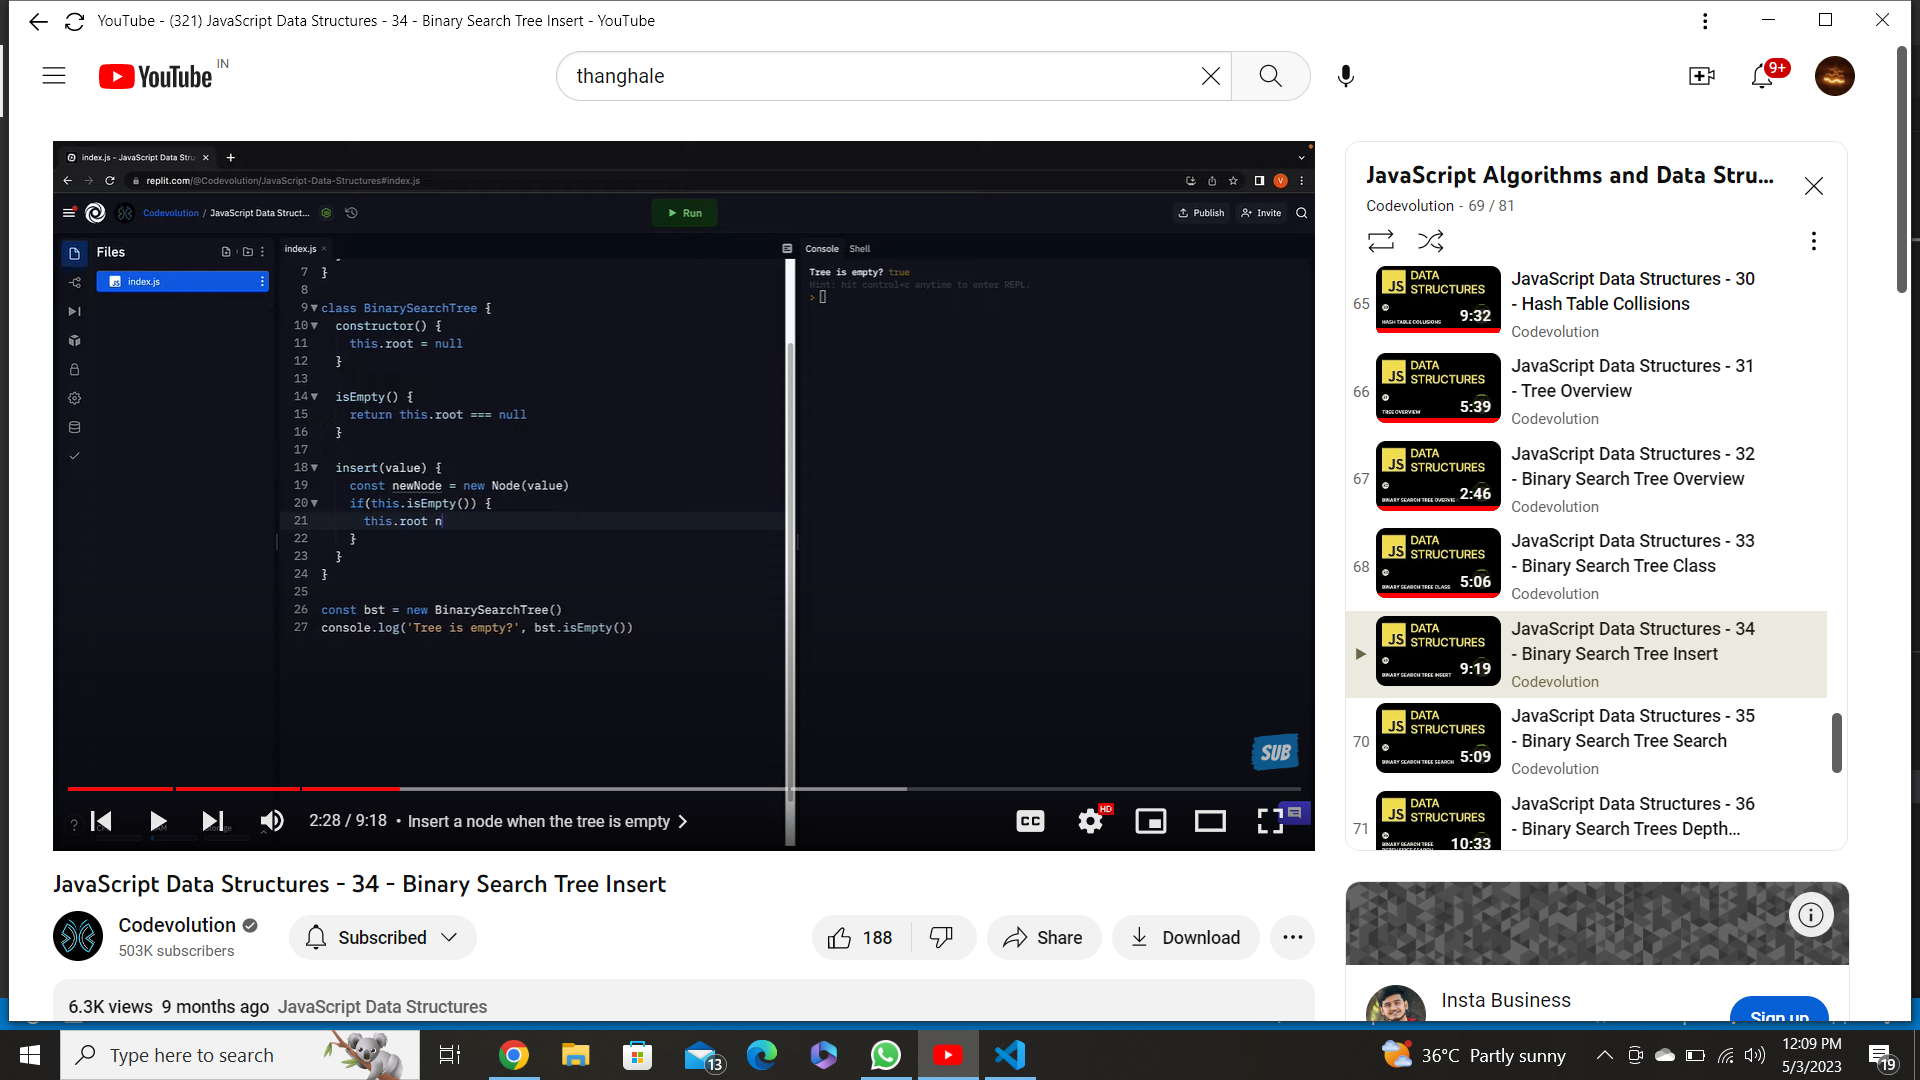 YouTube - (321) JavaScript Data Structures - 34 - Binary Search Tree Insert - YouTube
YouTube IN
thanghale
9+
index.js - JavaScript Data Stru
replit.com/@Codevolution/JavaScript-Data-Structures#index.js
V
Codevolution / JavaScript Data Struct...
Run
Publish
Invite
Files
index.js
index.js
Console
Shell
7 }
8
9 class BinarySearchTree {
10 constructor() {
11 this.root = null
12 }
13
14 isEmpty() {
15 return this.root === null
16 }
17
18 insert(value) {
19 const newNode = new Node(value)
20 if(this.isEmpty()) {
21 this.root n
22 }
23 }
24 }
25
26 const bst = new BinarySearchTree()
27 console.log('Tree is empty?', bst.isEmpty())
Tree is empty? true
Hint: hit control+c anytime to enter REPL.
>
SUB
2:28 / 9:18 • Insert a node when the tree is empty
CC
HD
JavaScript Data Structures - 34 - Binary Search Tree Insert
Codevolution
503K subscribers
Subscribed
188
Share
Download
6.3K views 9 months ago JavaScript Data Structures
JavaScript Algorithms and Data Stru...
Codevolution - 69 / 81
65
JS DATA STRUCTURES
HASH TABLE COLLISIONS
9:32
JavaScript Data Structures - 30
- Hash Table Collisions
Codevolution
66
JS DATA STRUCTURES
TREE OVERVIEW
5:39
JavaScript Data Structures - 31
- Tree Overview
Codevolution
67
JS DATA STRUCTURES
BINARY SEARCH TREE OVERVIE
2:46
JavaScript Data Structures - 32
- Binary Search Tree Overview
Codevolution
68
JS DATA STRUCTURES
BINARY SEARCH TREE CLASS
5:06
JavaScript Data Structures - 33
- Binary Search Tree Class
Codevolution
JS DATA STRUCTURES
BINARY SEARCH TREE INSERT
9:19
JavaScript Data Structures - 34
- Binary Search Tree Insert
Codevolution
70
JS DATA STRUCTURES
BINARY SEARCH TREE SEARCH
5:09
JavaScript Data Structures - 35
- Binary Search Tree Search
Codevolution
71
JS DATA STRUCTURES
BINARY SEARCH TREE
10:33
JavaScript Data Structures - 36
- Binary Search Trees Depth...
Insta Business
Sign up
Type here to search
13
36°C Partly sunny
12:09 PM
5/3/2023
19